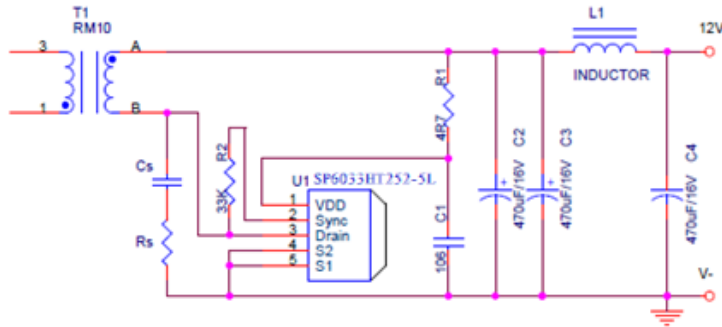 T1
RM10
3
A
1
B
L1
INDUCTOR
12V
R1
4R7
C2
470uF/16V
C3
470uF/16V
C4
470uF/16V
Cs
Rs
R2
33K
U1 SP6033HT252-5L
1 VDD
2 Sync
3 Drain
4 S2
5 S1
C1
106
V-
+
+